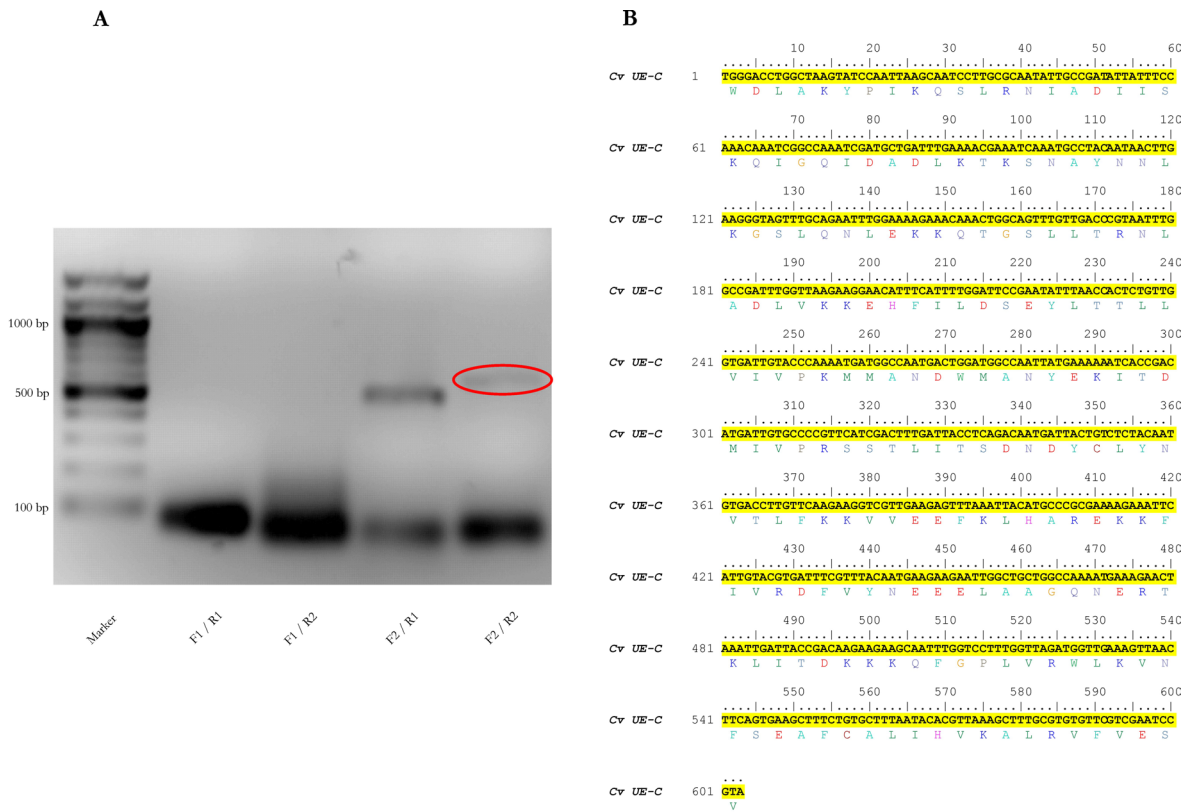 A
1000 bp
500 bp
100 bp
Marker
F1 / R1
F1 / R2
F2 / R1
F2 / R2
B
10 20 30 40 50 60
....|....|....|....|....|....|....|....|....|....|....|....|
Cv UE-C 1 TGGGACCTGGCTAAGTATCCAATTAAGCAATCCTTGCGCAATATTGCCGATATTATTTCC
W D L A K Y P I K Q S L R N I A D I I S
70 80 90 100 110 120
....|....|....|....|....|....|....|....|....|....|....|....|
Cv UE-C 61 AAACAAATCGGCCAAATCGATGCTGATTTGAAAACGAAATCAAATGCCTACAATAACTTG
K Q I G Q I D A D L K T K S N A Y N N L
130 140 150 160 170 180
....|....|....|....|....|....|....|....|....|....|....|....|
Cv UE-C 121 AAGGGTAGTTTGCAGAATTTGGAAAAGAAACAAACTGGCAGTTTGTTGACCCGTAATTTG
K G S L Q N L E K K Q T G S L L T R N L
190 200 210 220 230 240
....|....|....|....|....|....|....|....|....|....|....|....|
Cv UE-C 181 GCCGATTTGGTTAAGAAGGAACATTTCATTTTGGATTCCGAATATTTAACCACTCTGTTG
A D L V K K E H F I L D S E Y L T T L L
250 260 270 280 290 300
....|....|....|....|....|....|....|....|....|....|....|....|
Cv UE-C 241 GTGATTGTACCCAAAATGATGGCCAATGACTGGATGGCCAATTATGAAAAAATCACCGAC
V I V P K M M A N D W M A N Y E K I T D
310 320 330 340 350 360
....|....|....|....|....|....|....|....|....|....|....|....|
Cv UE-C 301 ATGATTGTGCCCCGTTCATCGACTTTGATTACCTCAGACAATGATTACTGTCTCTACAAT
M I V P R S S T L I T S D N D Y C L Y N
370 380 390 400 410 420
....|....|....|....|....|....|....|....|....|....|....|....|
Cv UE-C 361 GTGACCTTGTTCAAGAAGGTCGTTGAAGAGTTTAAATTACATGCCCGCGAAAAGAAATTC
V T L F K K V V E E F K L H A R E K K F
430 440 450 460 470 480
....|....|....|....|....|....|....|....|....|....|....|....|
Cv UE-C 421 ATTGTACGTGATTTCGTTTACAATGAAGAAGAATTGGCTGCTGGCCAAAATGAAAGAACT
I V R D F V Y N E E E L A A G Q N E R T
490 500 510 520 530 540
....|....|....|....|....|....|....|....|....|....|....|....|
Cv UE-C 481 AAATTGATTACCGACAAGAAGAAGCAATTTGGTCCTTTGGTTAGATGGTTGAAAGTTAAC
K L I T D K K K Q F G P L V R W L K V N
550 560 570 580 590 600
....|....|....|....|....|....|....|....|....|....|....|....|
Cv UE-C 541 TTCAGTGAAGCTTTCTGTGCTTTAATACACGTTAAAGCTTTGCGTGTGTTCGTCGAATCC
F S E A F C A L I H V K A L R V F V E S
...
Cv UE-C 601 GTA
V